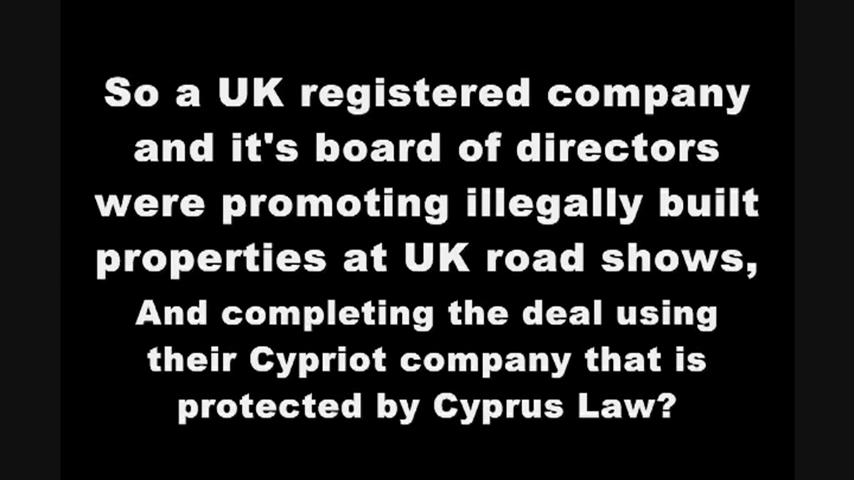 So a UK registered company
and it's board of directors
were promoting illegally built
properties at UK road shows,
And completing the deal using
their Cypriot company that is
protected by Cyprus Law?